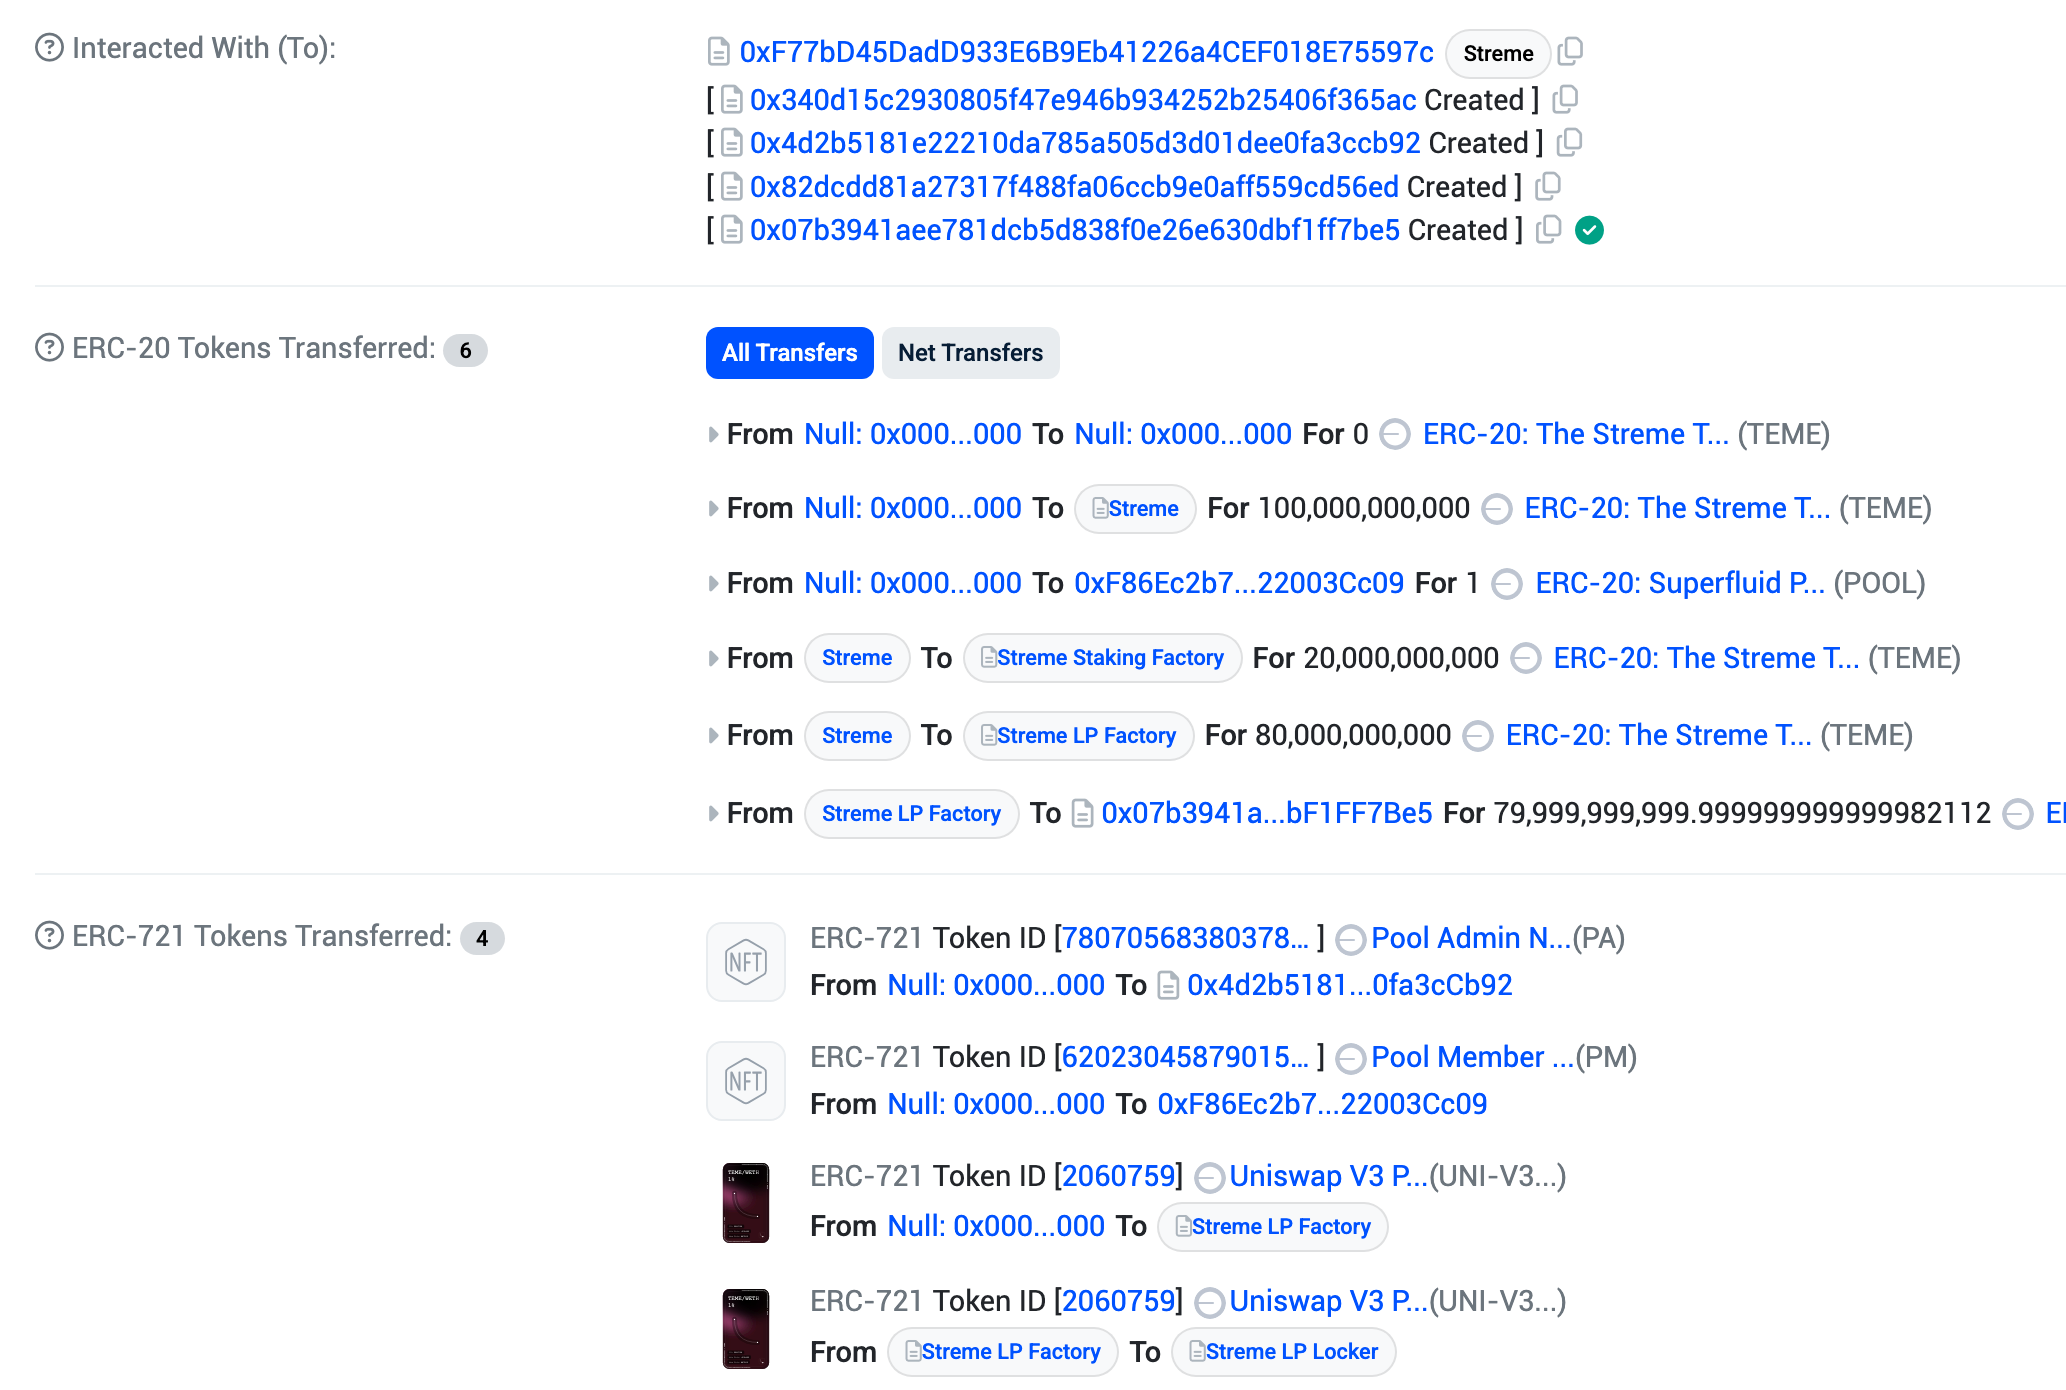 Interacted With (To):
0xF77bD45DadD933E6B9Eb41226a4CEF018E75597c Streme
[ 0x340d15c2930805f47e946b934252b25406f365ac Created ]
[ 0x4d2b5181e22210da785a505d3d01dee0fa3ccb92 Created ]
[ 0x82dcdd81a27317f488fa06ccb9e0aff559cd56ed Created ]
[ 0x07b3941aee781dcb5d838f0e26e630dbf1ff7be5 Created ]
ERC-20 Tokens Transferred: 6
All Transfers Net Transfers
From Null: 0x000...000 To Null: 0x000...000 For 0 ERC-20: The Streme T... (TEME)
From Null: 0x000...000 To Streme For 100,000,000,000 ERC-20: The Streme T... (TEME)
From Null: 0x000...000 To 0xF86Ec2b7...22003Cc09 For 1 ERC-20: Superfluid P... (POOL)
From Streme To Streme Staking Factory For 20,000,000,000 ERC-20: The Streme T... (TEME)
From Streme To Streme LP Factory For 80,000,000,000 ERC-20: The Streme T... (TEME)
From Streme LP Factory To 0x07b3941a...bF1FF7Be5 For 79,999,999,999.999999999999982112
ERC-721 Tokens Transferred: 4
NFT
ERC-721 Token ID [78070568380378... ] Pool Admin N...(PA)
From Null: 0x000...000 To 0x4d2b5181...0fa3cCb92
NFT
ERC-721 Token ID [62023045879015... ] Pool Member ...(PM)
From Null: 0x000...000 To 0xF86Ec2b7...22003Cc09
TEME/WETH
1%
ERC-721 Token ID [2060759] Uniswap V3 P...(UNI-V3...)
From Null: 0x000...000 To Streme LP Factory
TEME/WETH
1%
ERC-721 Token ID [2060759] Uniswap V3 P...(UNI-V3...)
From Streme LP Factory To Streme LP Locker